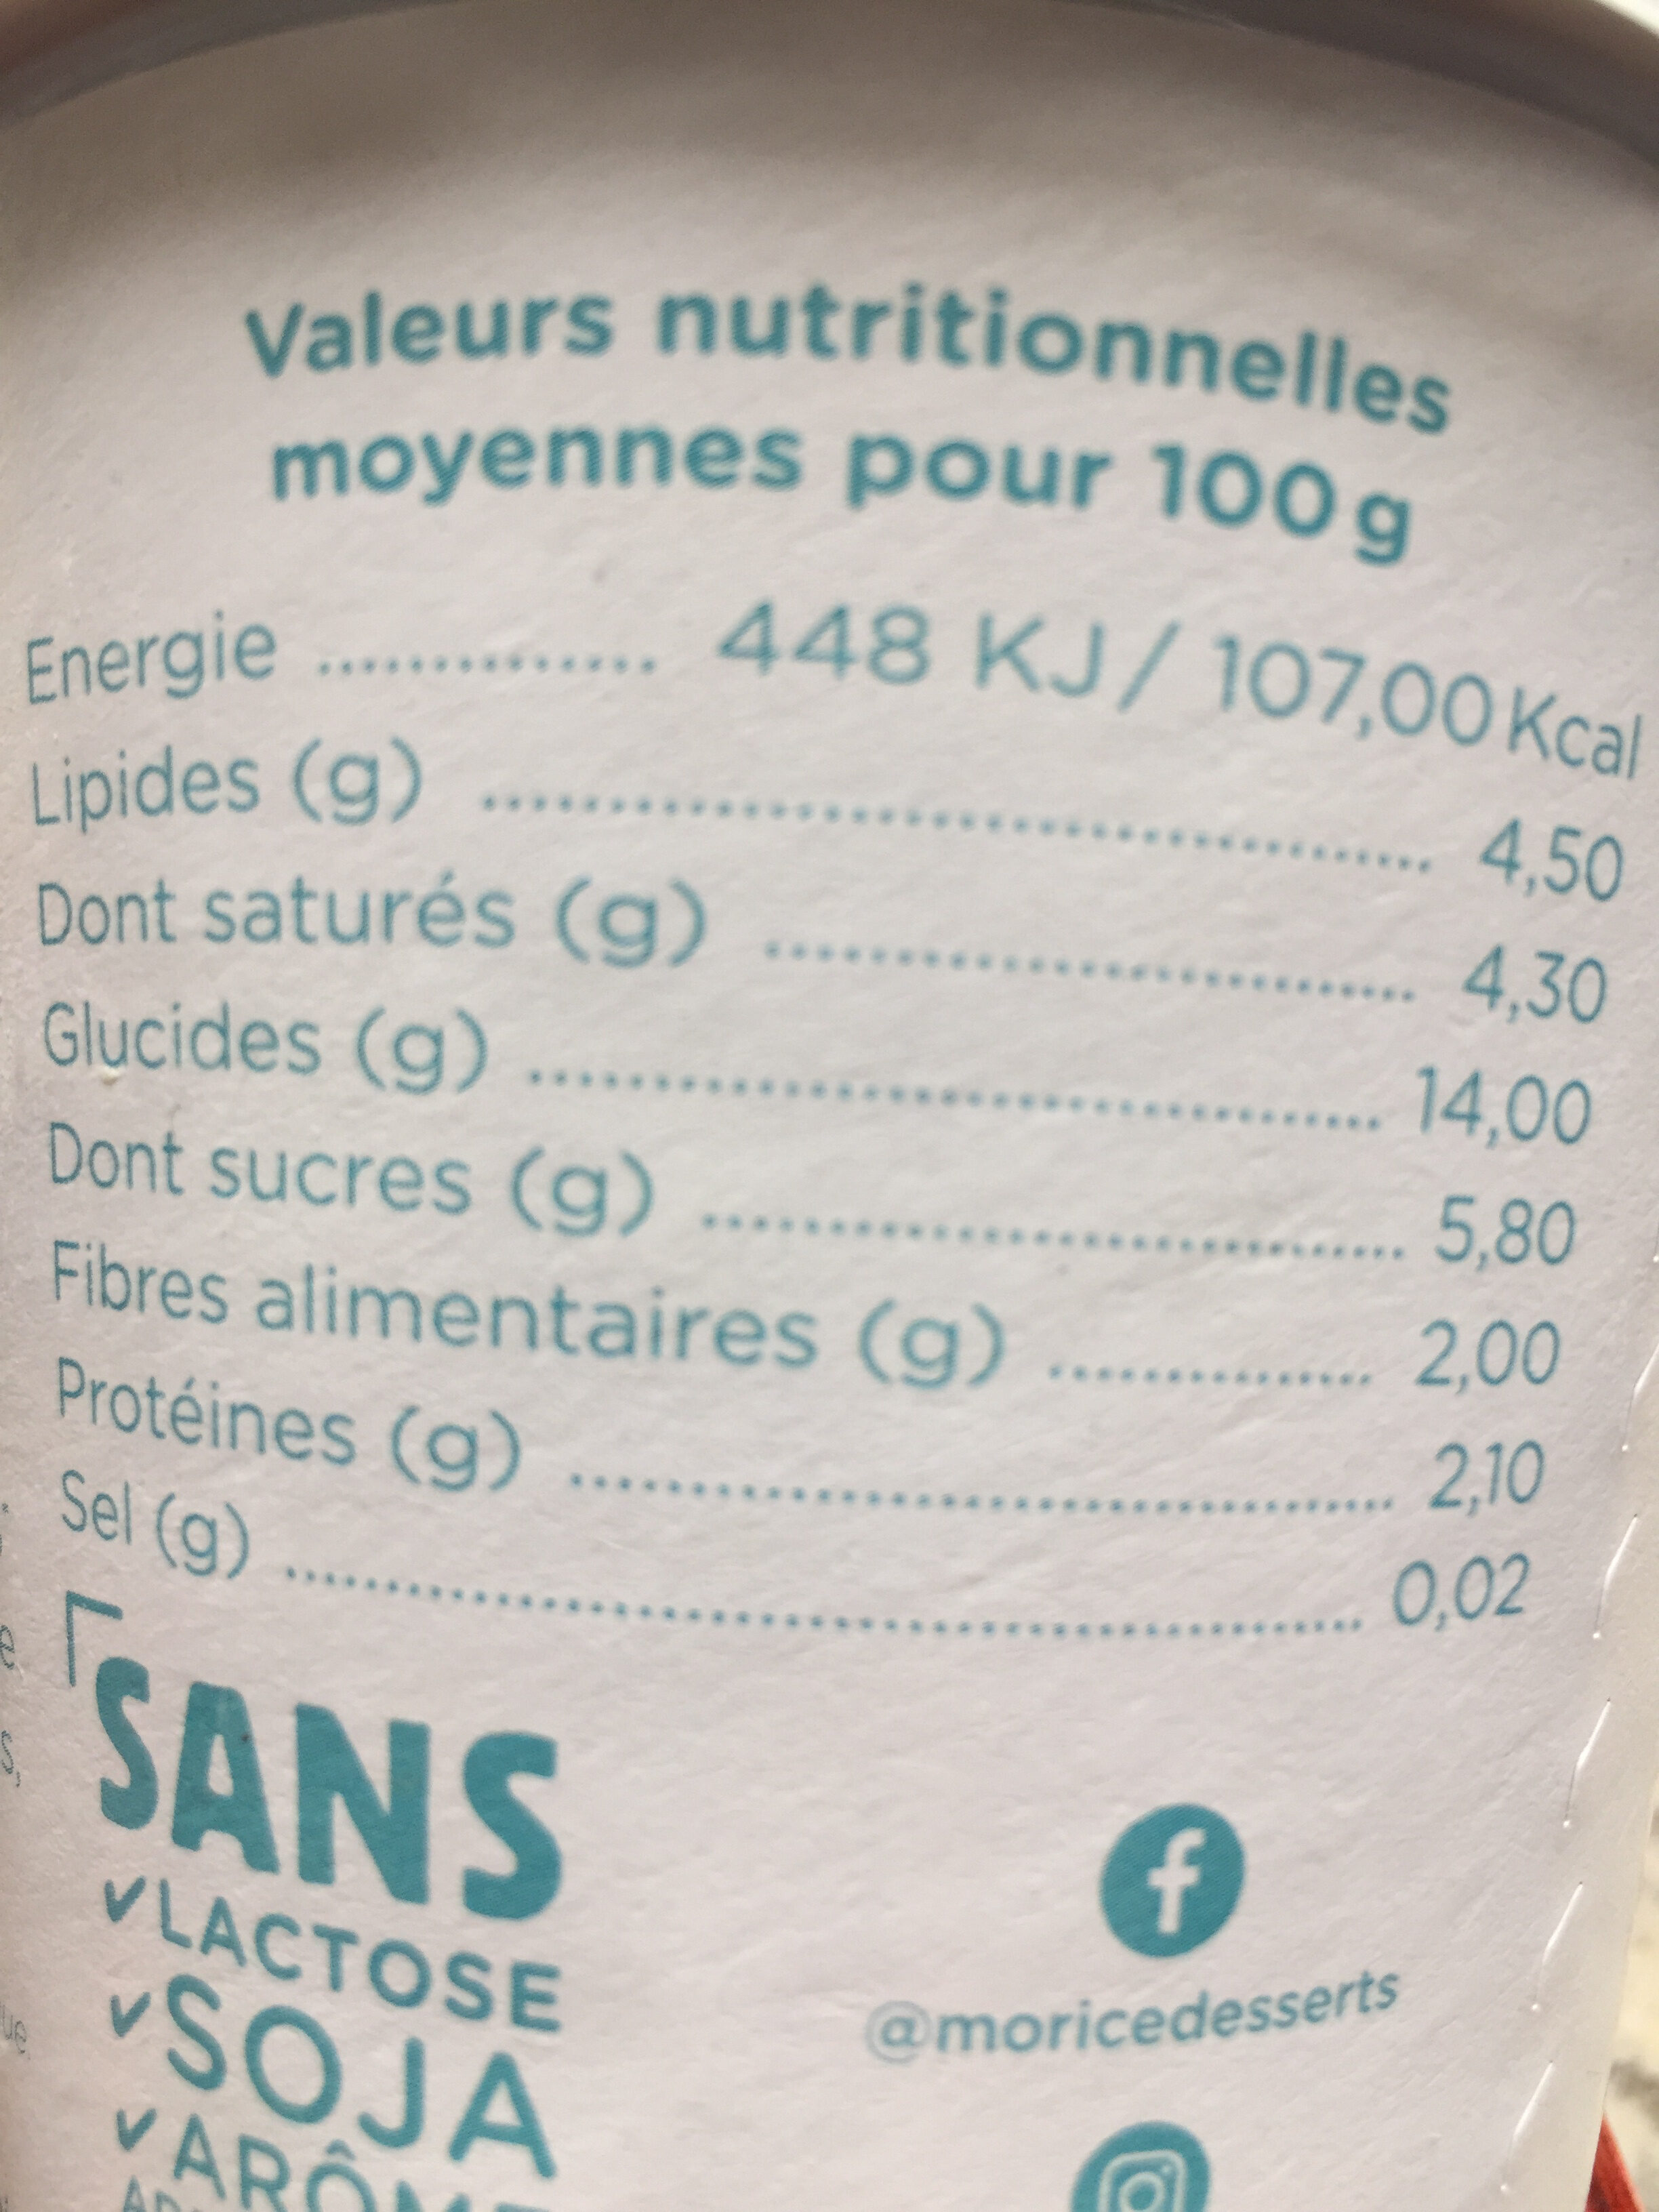 Valeurs nutritionnelles
moyennes pour 100 g
Energie .............. 448 KJ / 107,00 Kcal
Lipides (g) ..................................... 4,50
Dont saturés (g) ......................... 4,30
Glucides (g) .................................. 14,00
Dont sucres (g) ............................ 5,80
Fibres alimentaires (g) ............. 2,00
Protéines (g) ................................ 2,10
Sel (g) ........................................... 0,02
SANS
✓ LACTOSE
✓ SOJA
✓ ARÔME
@moricedesserts